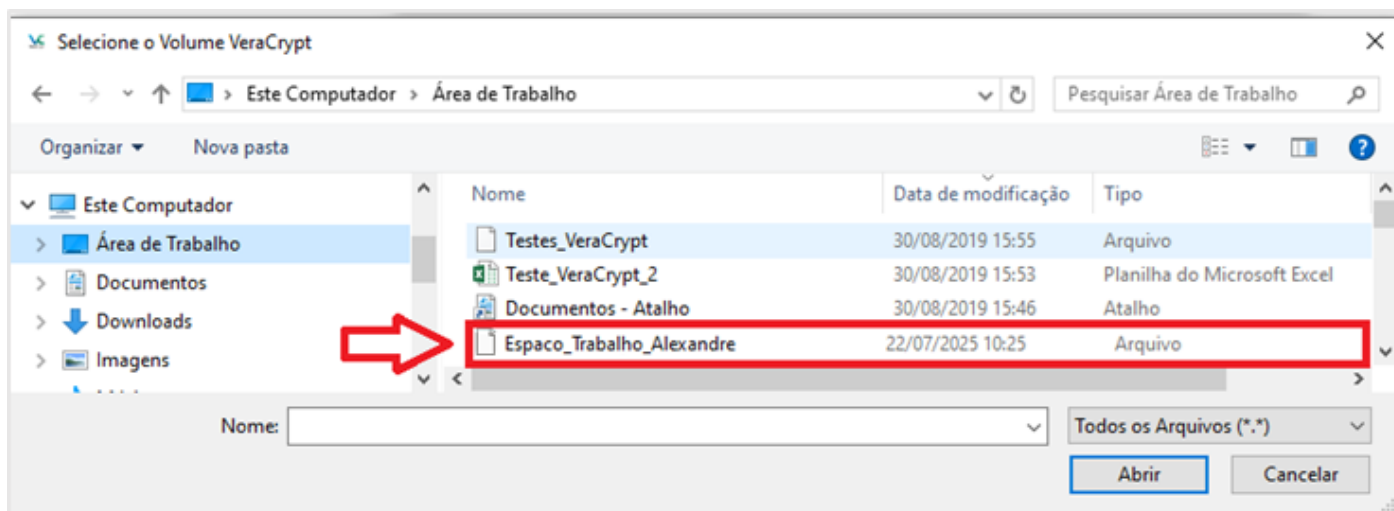 Selecione o Volume VeraCrypt
Este Computador > Área de Trabalho
Pesquisar Área de Trabalho
Organizar Nova pasta
Nome Data de modificação Tipo
Este Computador
Área de Trabalho
Documentos
Downloads
Imagens
Testes_VeraCrypt 30/08/2019 15:55 Arquivo
Teste_VeraCrypt_2 30/08/2019 15:53 Planilha do Microsoft Excel
Documentos - Atalho 30/08/2019 15:46 Atalho
Espaco_Trabalho_Alexandre 22/07/2025 10:25 Arquivo
Nome:
Todos os Arquivos (*.*)
Abrir Cancelar